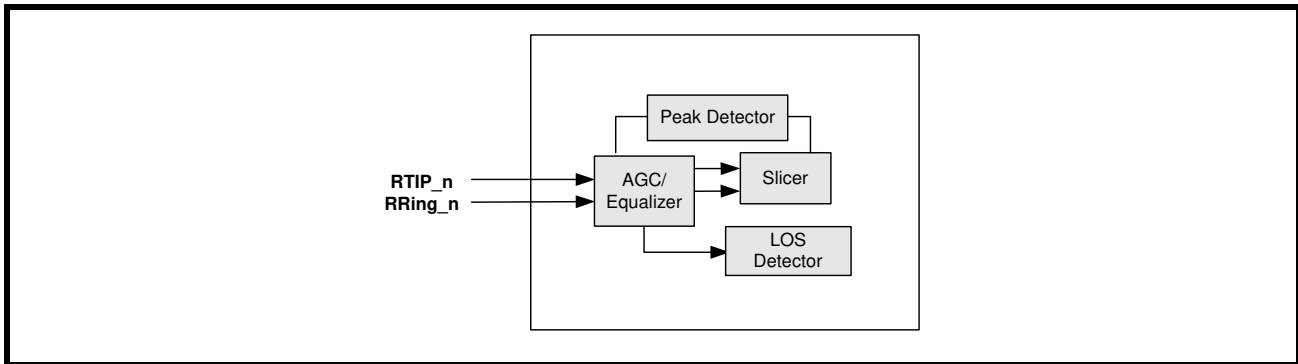 Peak Detector
RTIP_n
RRing_n
AGC/
Equalizer
Slicer
LOS
Detector